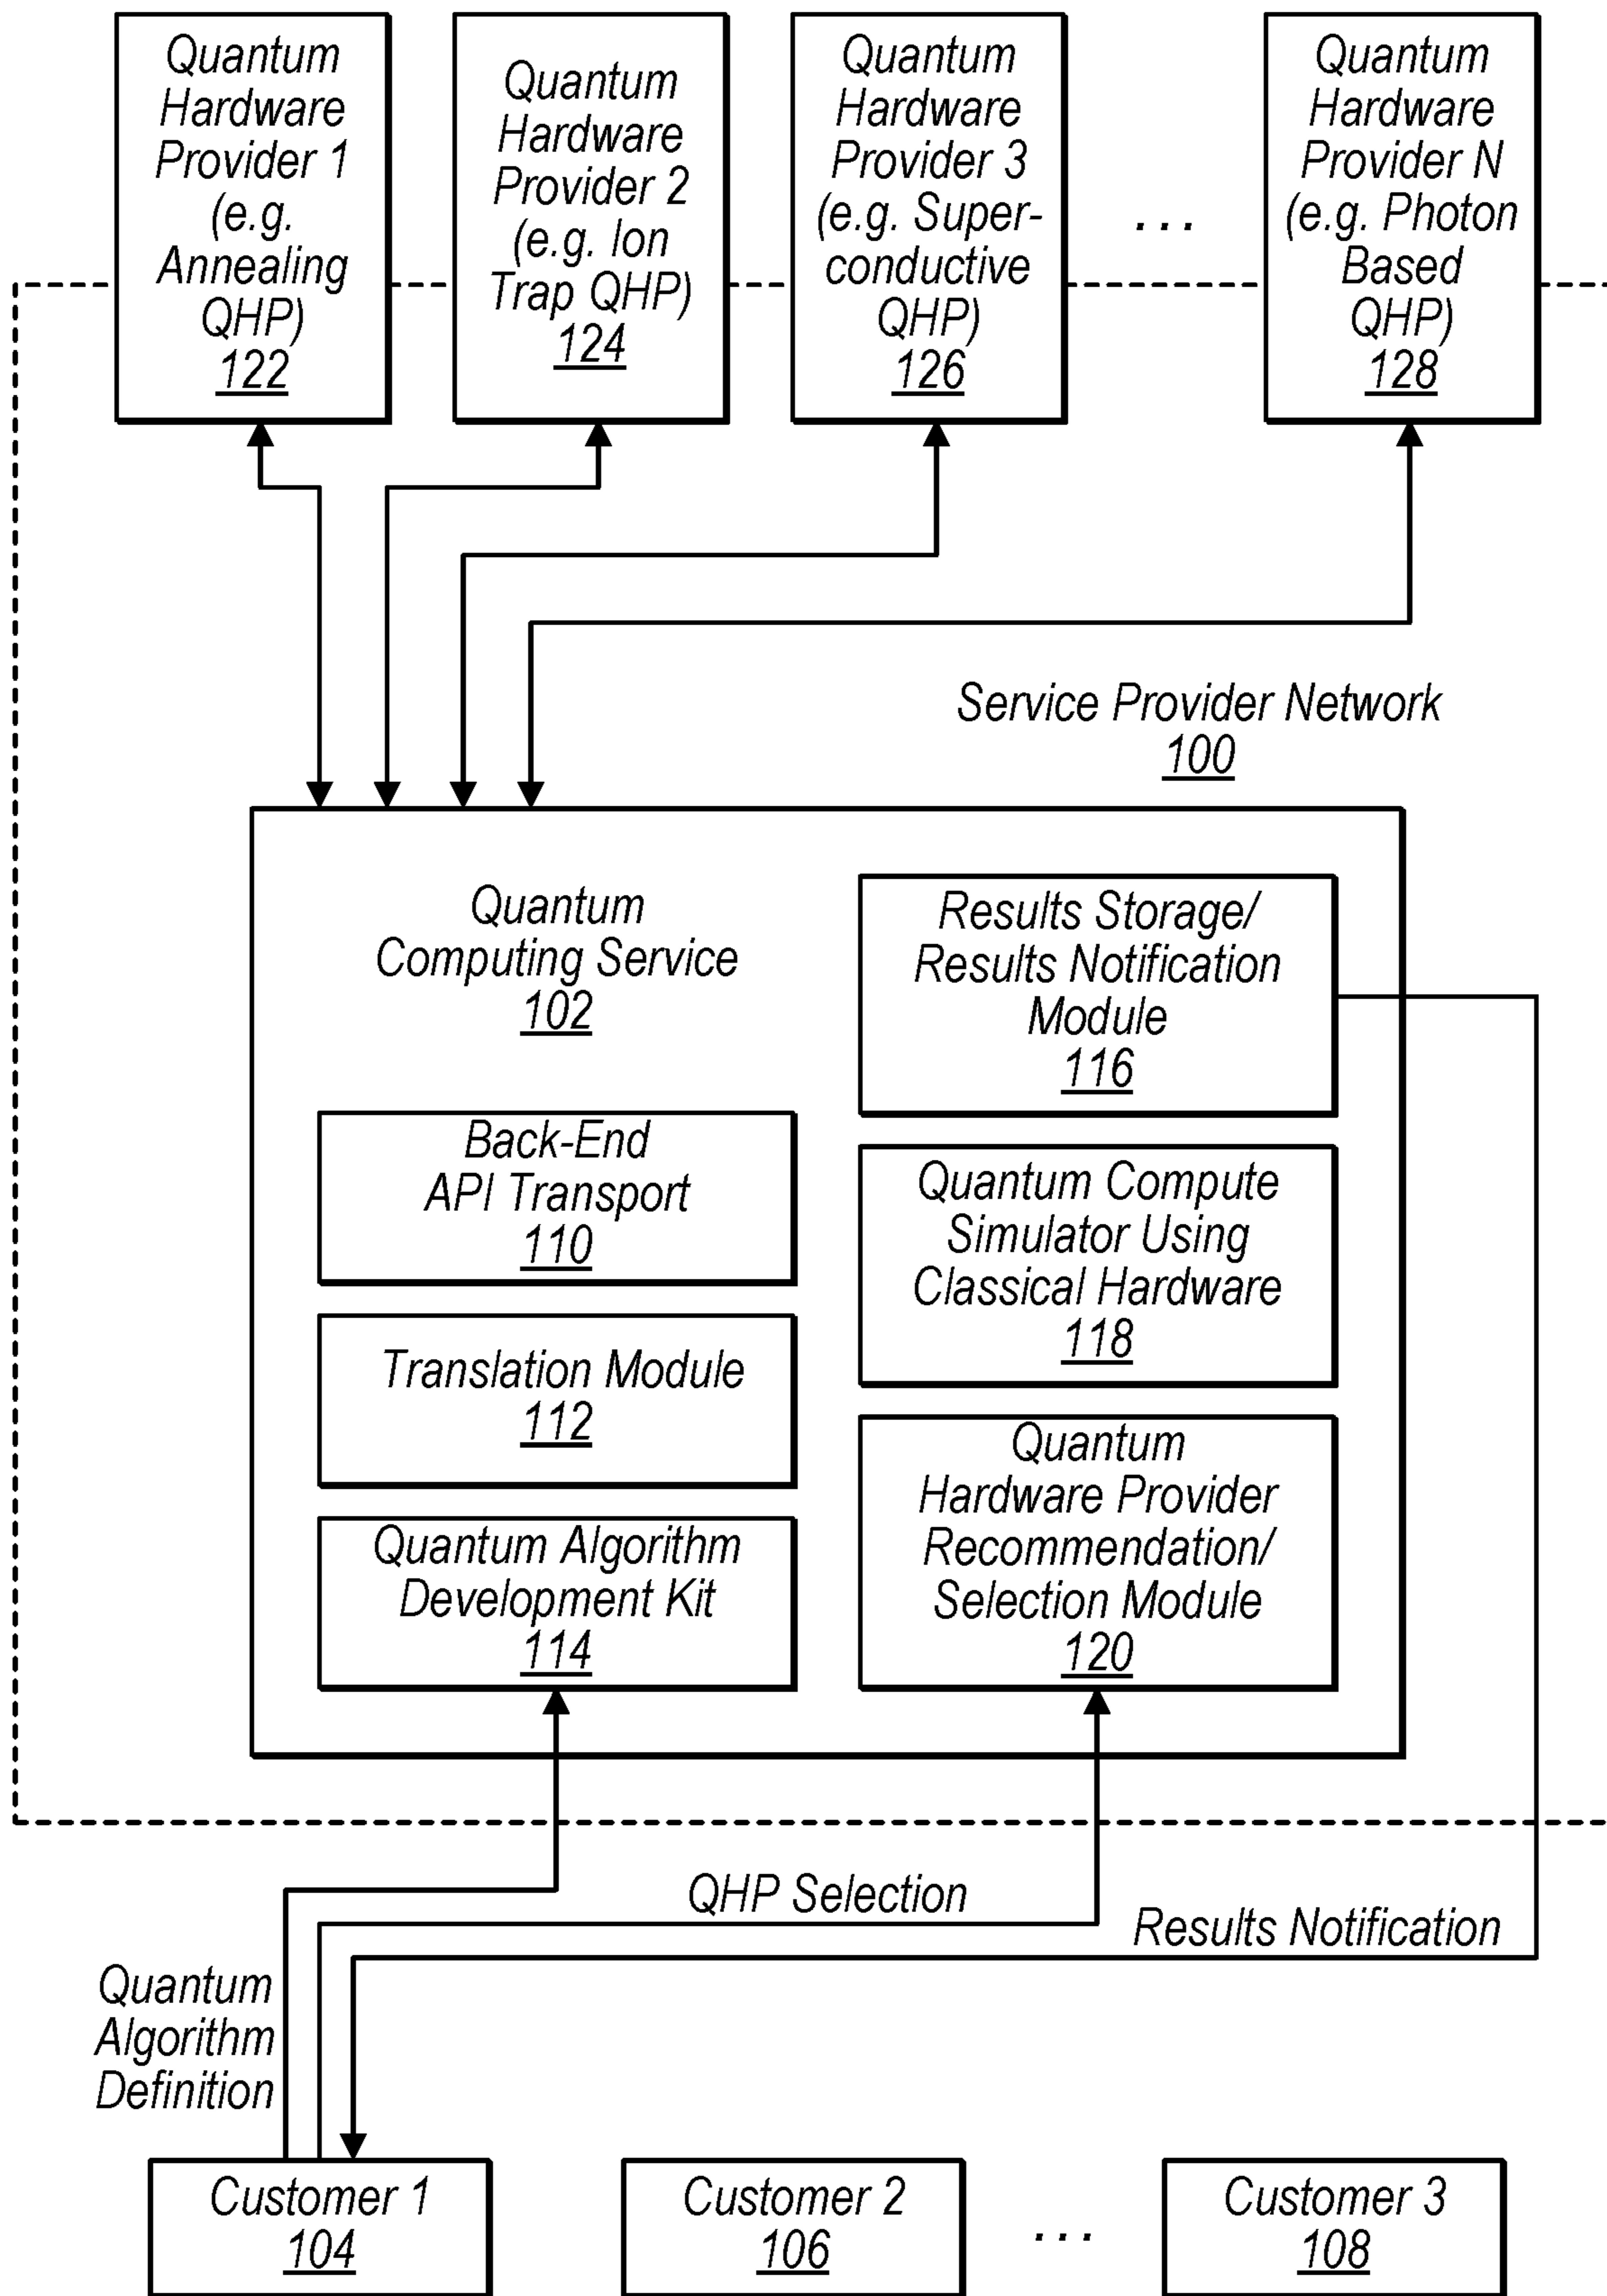 Quantum
Hardware
Provider 1
(e.g.
Annealing
QHP)
122
Quantum
Hardware
Provider 2
(e.g. Ion
Trap QHP)
124
Quantum
Hardware
Provider 3
(e.g. Super-
conductive
QHP)
126
...
Quantum
Hardware
Provider N
(e.g. Photon
Based
QHP)
128
Service Provider Network
100
Quantum
Computing Service
102
Back-End
API Transport
110
Translation Module
112
Quantum Algorithm
Development Kit
114
Results Storage/
Results Notification
Module
116
Quantum Compute
Simulator Using
Classical Hardware
118
Quantum
Hardware Provider
Recommendation/
Selection Module
120
QHP Selection
Results Notification
Quantum
Algorithm
Definition
Customer 1
104
Customer 2
106
...
Customer 3
108